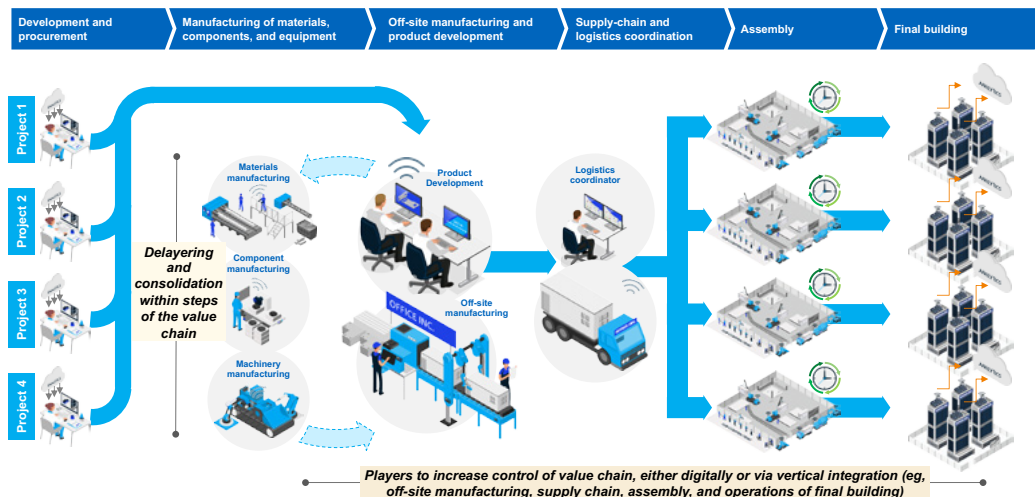 Development and
procurement
Manufacturing of materials,
components, and equipment
Off-site manufacturing and
product development
Supply-chain and
logistics coordination
Assembly
Final building
Project 1
Project 2
Project 3
Project 4
Delayering
and
consolidation
within steps
of the value
chain
Materials
manufacturing
Component
manufacturing
Machinery
manufacturing
Product
Development
OFFICE INC.
Off-site
manufacturing
Logistics
coordinator
ANALYTICS
ANALYTICS
ANALYTICS
ANALYTICS
Players to increase control of value chain, either digitally or via vertical integration (eg,
off-site manufacturing, supply chain, assembly, and operations of final building)